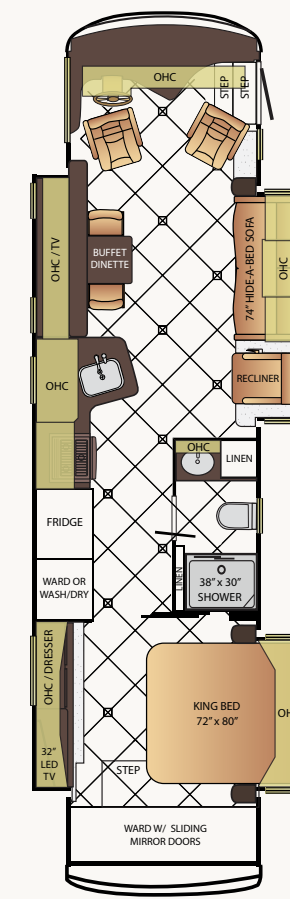 OHC
STEP
STEP
OHC / TV
BUFFET
DINETTE
74” HIDE-A-BED SOFA
OHC
OHC
RECLINER
OHC
LINEN
FRIDGE
LINEN
38” x 30”
SHOWER
WARD OR
WASH/DRY
OHC / DRESSER
KING BED
72” x 80”
32”
LED
TV
STEP
WARD W/ SLIDING
MIRROR DOORS